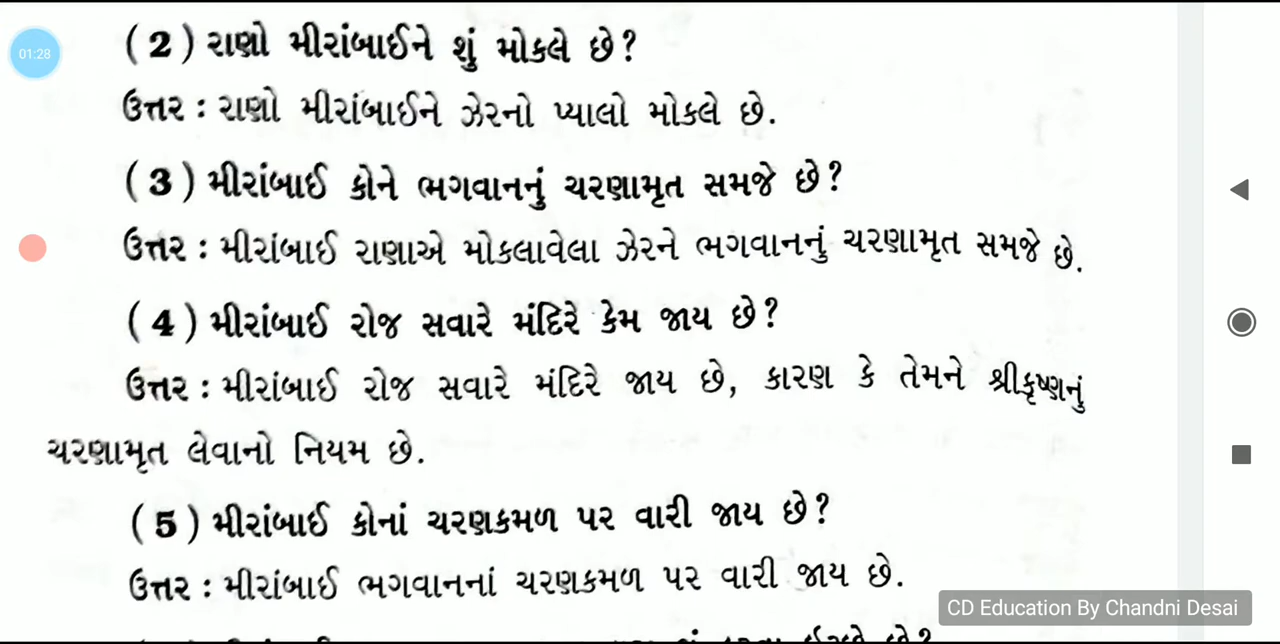 01:28
(2) રાણો મીરાંબાઈને શું મોકલે છે?
ઉત્તર : રાણો મીરાંબાઈને ઝેરનો પ્યાલો મોકલે છે.
(3) મીરાંબાઈ કોને ભગવાનનું ચરણામૃત સમજે છે?
ઉત્તર : મીરાંબાઈ રાણાએ મોકલાવેલા ઝેરને ભગવાનનું ચરણામૃત સમજે છે.
(4) મીરાંબાઈ રોજ સવારે મંદિરે કેમ જાય છે?
ઉત્તર : મીરાંબાઈ રોજ સવારે મંદિરે જાય છે, કારણ કે તેમને શ્રીકૃષ્ણનું
ચરણામૃત લેવાનો નિયમ છે.
(5) મીરાંબાઈ કોનાં ચરણકમળ પર વારી જાય છે?
ઉત્તર : મીરાંબાઈ ભગવાનનાં ચરણકમળ પર વારી જાય છે.
CD Education By Chandni Desai